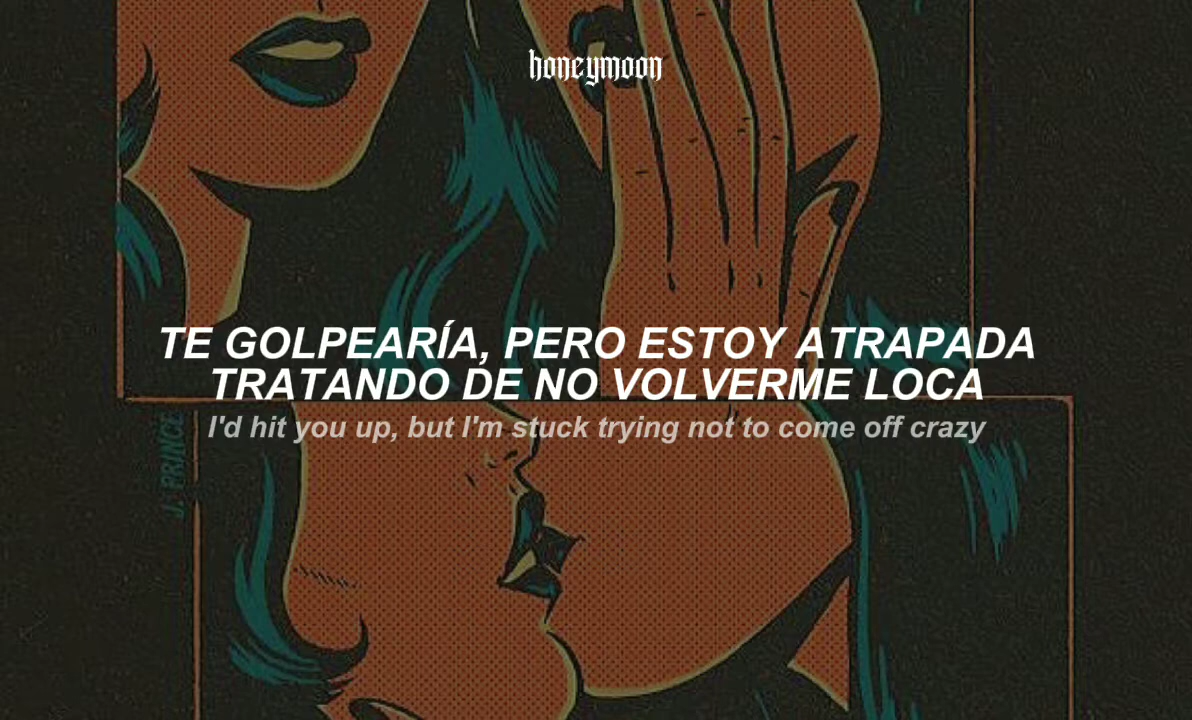 honeymoon
TE GOLPEARÍA, PERO ESTOY ATRAPADA
TRATANDO DE NO VOLVERME LOCA
I'd hit you up, but I'm stuck trying not to come off crazy
J. PRINCE